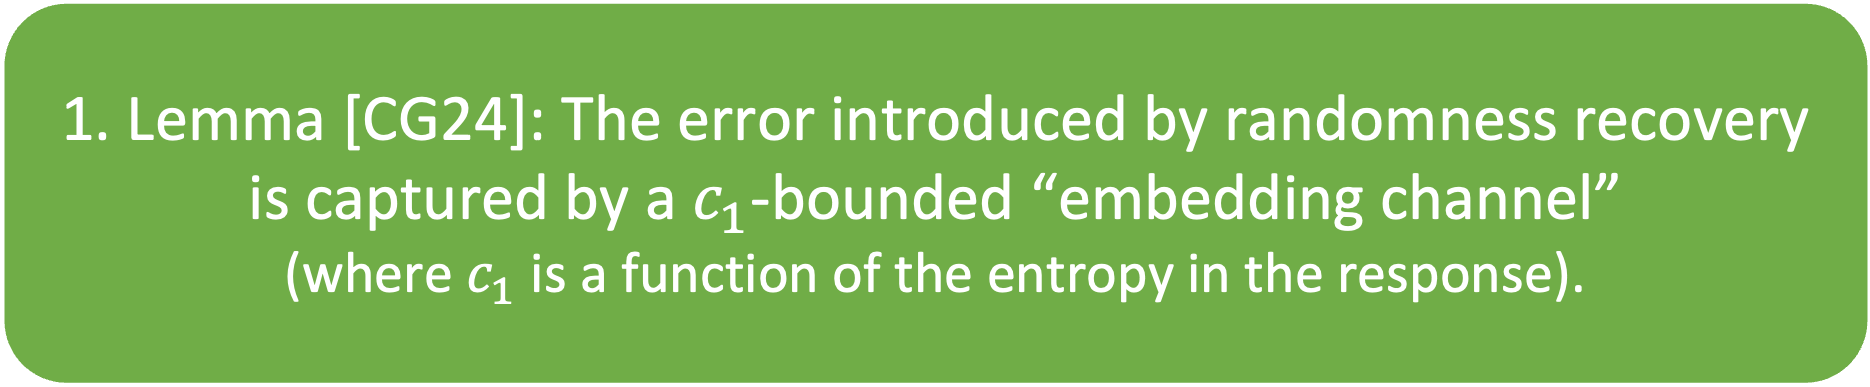 1. Lemma [CG24]: The error introduced by randomness recovery
is captured by a 𝑐₁-bounded “embedding channel”
(where 𝑐₁ is a function of the entropy in the response).